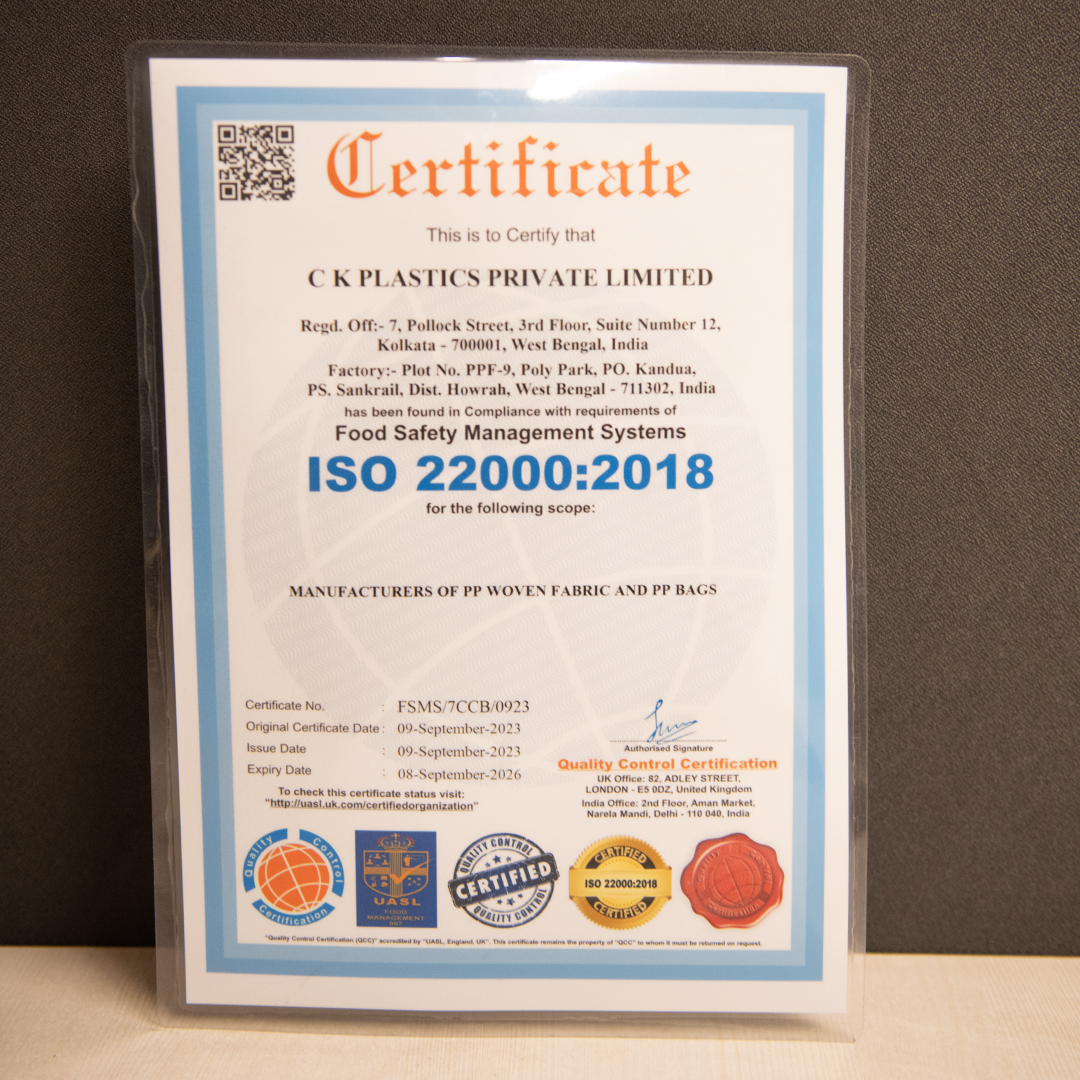 Certificate
This is to Certify that
C K PLASTICS PRIVATE LIMITED
Regd. Off:- 7, Pollock Street, 3rd Floor, Suite Number 12,
Kolkata - 700001, West Bengal, India
Factory:- Plot No. PPF-9, Poly Park, PO. Kandua,
PS. Sankrail, Dist. Howrah, West Bengal - 711302, India
has been found in Compliance with requirements of
Food Safety Management Systems
ISO 22000:2018
for the following scope:
MANUFACTURERS OF PP WOVEN FABRIC AND PP BAGS
Certificate No. : FSMS/7CCB/0923
Original Certificate Date : 09-September-2023
Issue Date : 09-September-2023
Expiry Date : 08-September-2026
To check this certificate status visit:
"http://uasl.uk.com/certifiedorganization"
Authorised Signature
Quality Control Certification
UK Office: 82, ADLEY STREET,
LONDON - E5 0DZ, United Kingdom
India Office: 2nd Floor, Aman Market,
Narela Mandi, Delhi - 110 040, India
Quality Control
Certification
UASL
FOOD
MANAGEMENT
QUALITY CONTROL
CERTIFIED
QUALITY CONTROL
CERTIFIED
ISO 22000:2018
CERTIFIED
"Quality Control Certification (QCC)" accredited by "UASL, England, UK". This certificate remains the property of "QCC" to whom it must be returned on request.